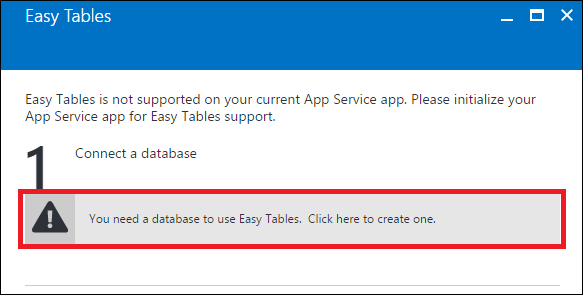 Easy Tables
Easy Tables is not supported on your current App Service app. Please initialize your
App Service app for Easy Tables support.
1
Connect a database
You need a database to use Easy Tables. Click here to create one.